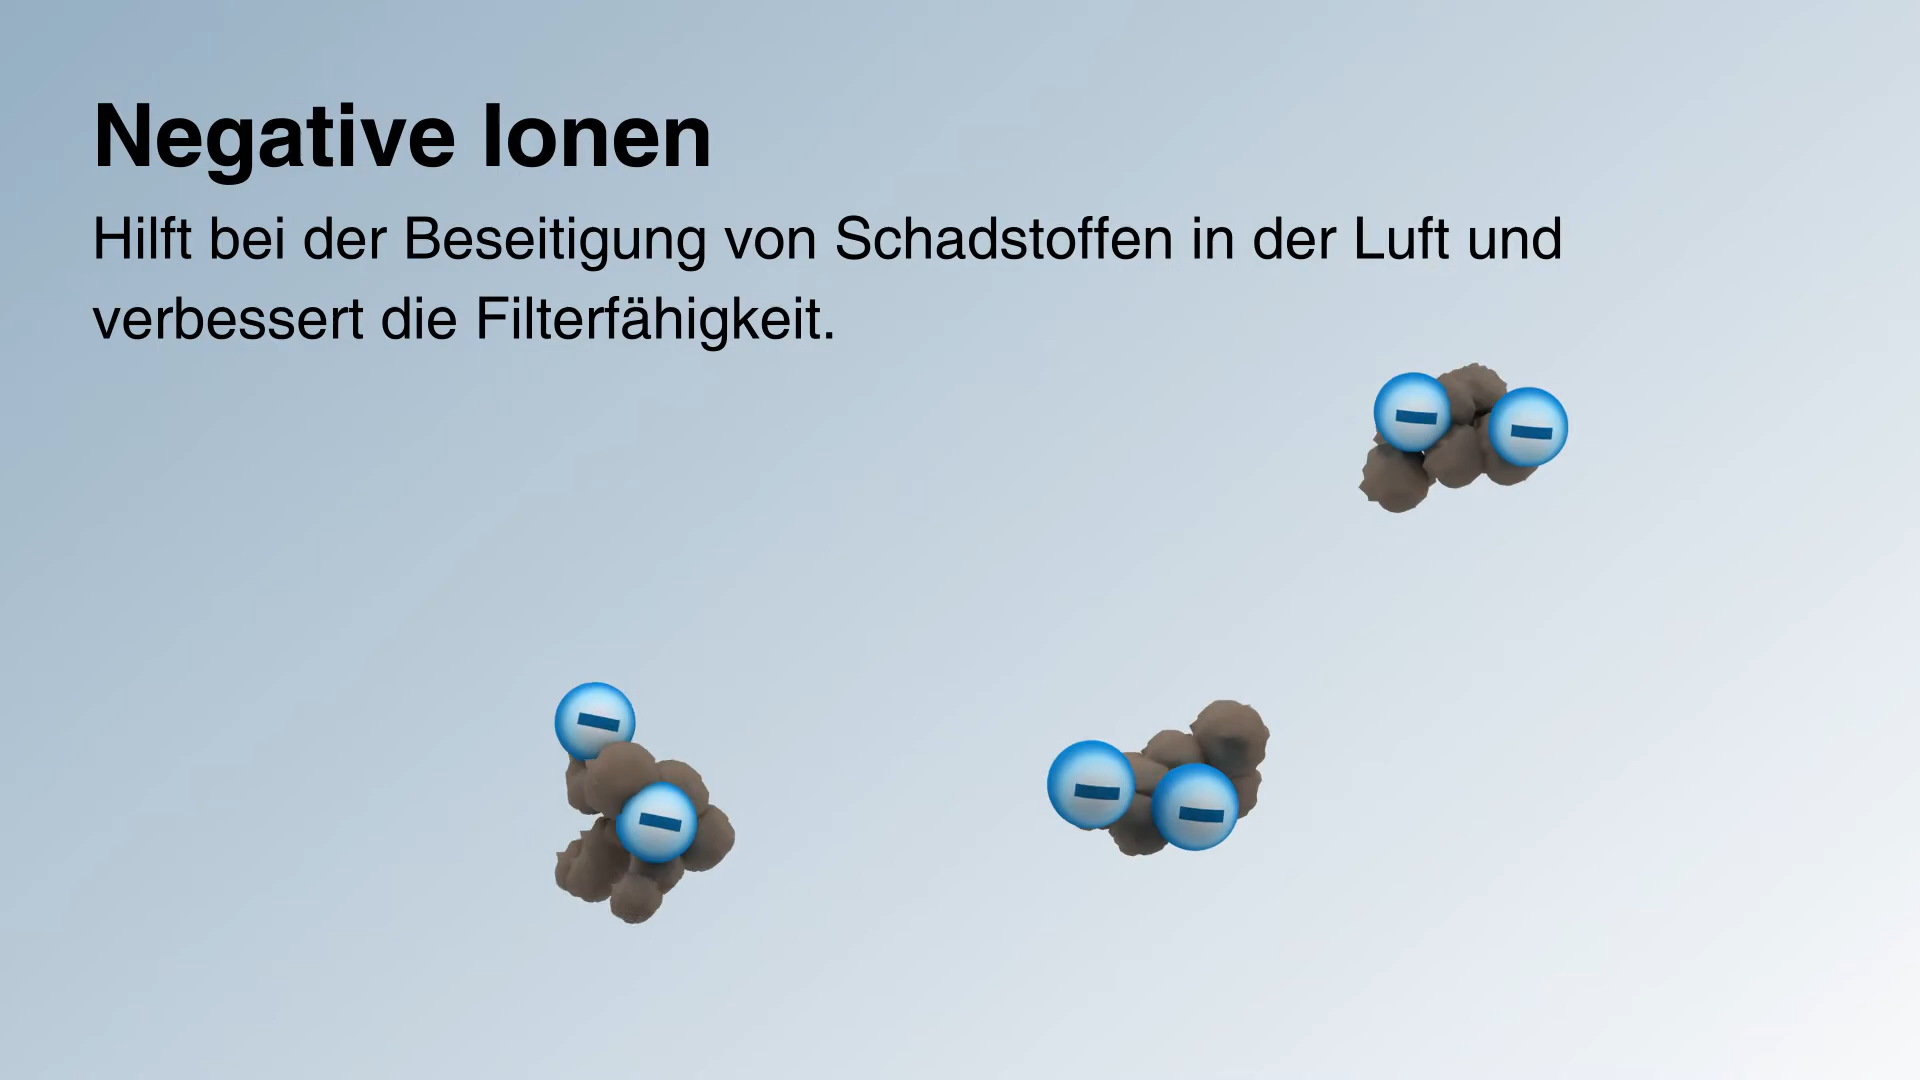 Negative Ionen
Hilft bei der Beseitigung von Schadstoffen in der Luft und
verbessert die Filterfähigkeit.